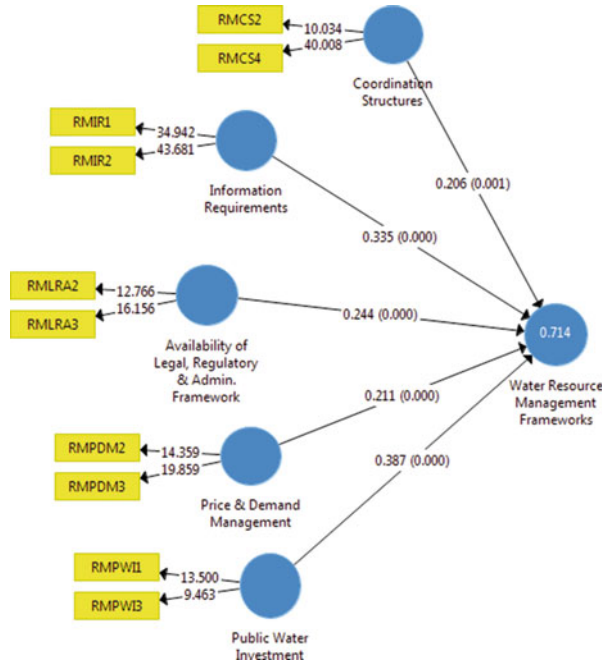 RMCS2
10.034
RMCS4
40.008
Coordination
Structures
RMIR1
34.942
RMIR2
43.681
Information
Requirements
0.206 (0.001)
0.335 (0.000)
RMLRA2
12.766
RMLRA3
16.156
Availability of
Legal, Regulatory
& Admin.
Framework
0.244 (0.000)
0.714
Water Resource
Management
Frameworks
0.211 (0.000)
RMPDM2
14.359
RMPDM3
19.859
Price & Demand
Management
0.387 (0.000)
RMPWI1
13.500
RMPWI3
9.463
Public Water
Investment